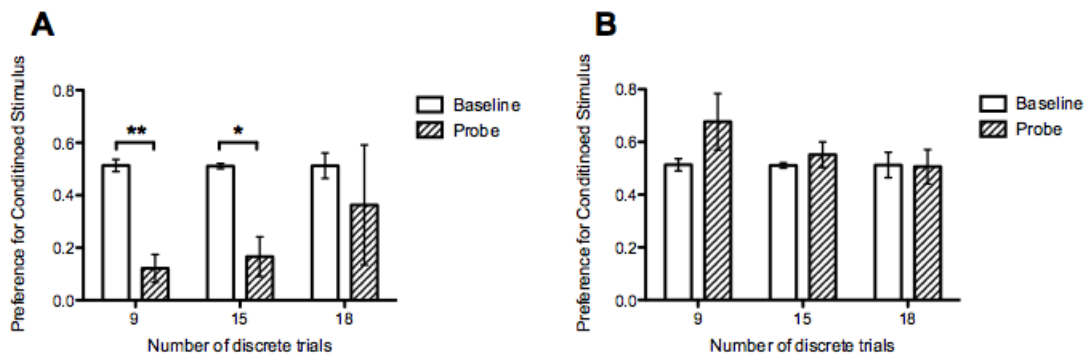 A
Preference for Conditinoed Stimulus
0.8
0.6
0.4
0.2
0.0
**
*
9
15
18
Number of discrete trials
Baseline
Probe
B
Preference for Conditinoed Stimulus
0.8
0.6
0.4
0.2
0.0
9
15
18
Number of discrete trials
Baseline
Probe